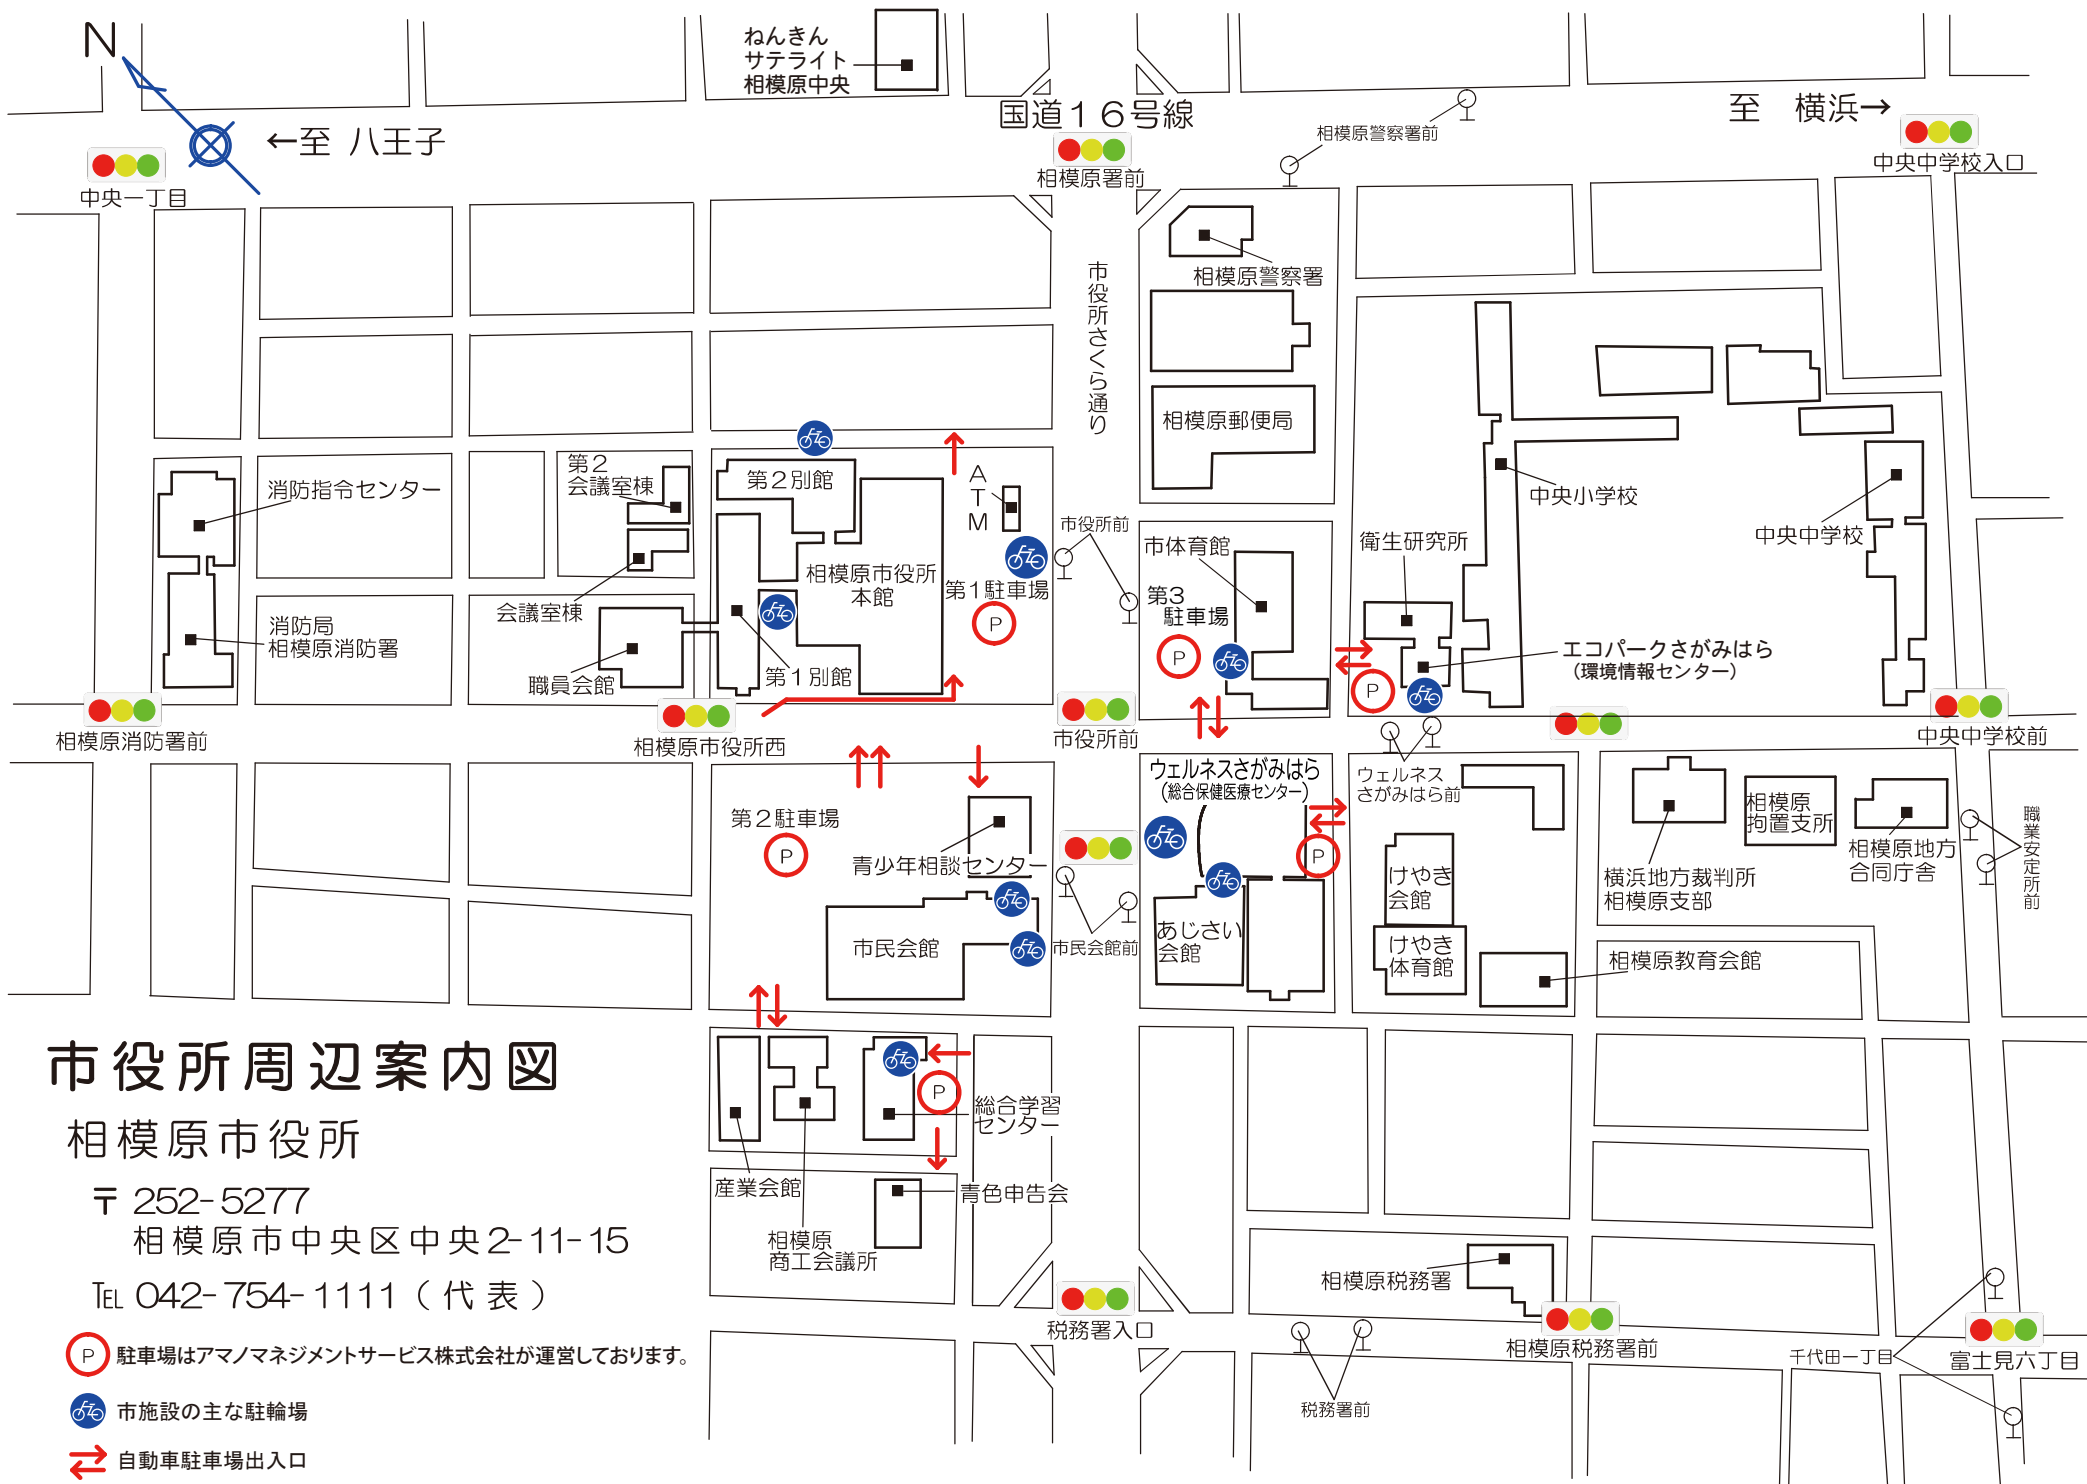 N
ねんきん
サテライト
相模原中央
国道16号線
←至 八王子
至 横浜→
相模原警察署前
中央一丁目
相模原署前
中央中学校入口
市役所さくら通り
相模原警察署
相模原郵便局
消防指令センター
第2
会議室棟
第2別館
ATM
市役所前
市体育館
衛生研究所
中央小学校
中央中学校
相模原市役所
本館
第1駐車場
P
第3
駐車場
P
会議室棟
消防局
相模原消防署
職員会館
第1別館
エコパークさがみはら
(環境情報センター)
P
相模原消防署前
相模原市役所西
市役所前
中央中学校前
ウェルネスさがみはら
(総合保健医療センター)
ウェルネス
さがみはら前
第2駐車場
P
青少年相談センター
P
相模原
拘置支所
相模原地方
合同庁舎
職業安定所前
けやき
会館
横浜地方裁判所
相模原支部
市民会館
市民会館前
あじさい
会館
けやき
体育館
相模原教育会館
市役所周辺案内図
相模原市役所
〒 252-5277
相模原市中央区中央2-11-15
TEL 042-754-1111(代表)
P
総合学習
センター
産業会館
青色申告会
相模原
商工会議所
相模原税務署
税務署入口
相模原税務署前
千代田一丁目
富士見六丁目
税務署前
P 駐車場はアマノマネジメントサービス株式会社が運営しております。
市施設の主な駐輪場
自動車駐車場出入口